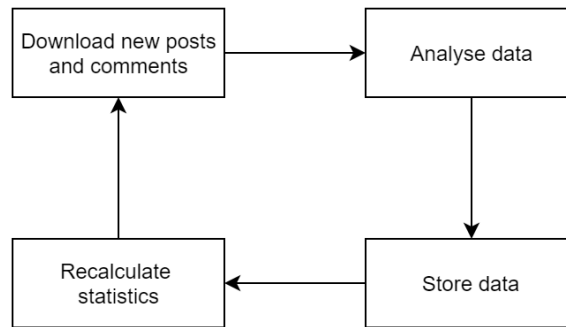 Download new posts
and comments
Analyse data
Recalculate
statistics
Store data